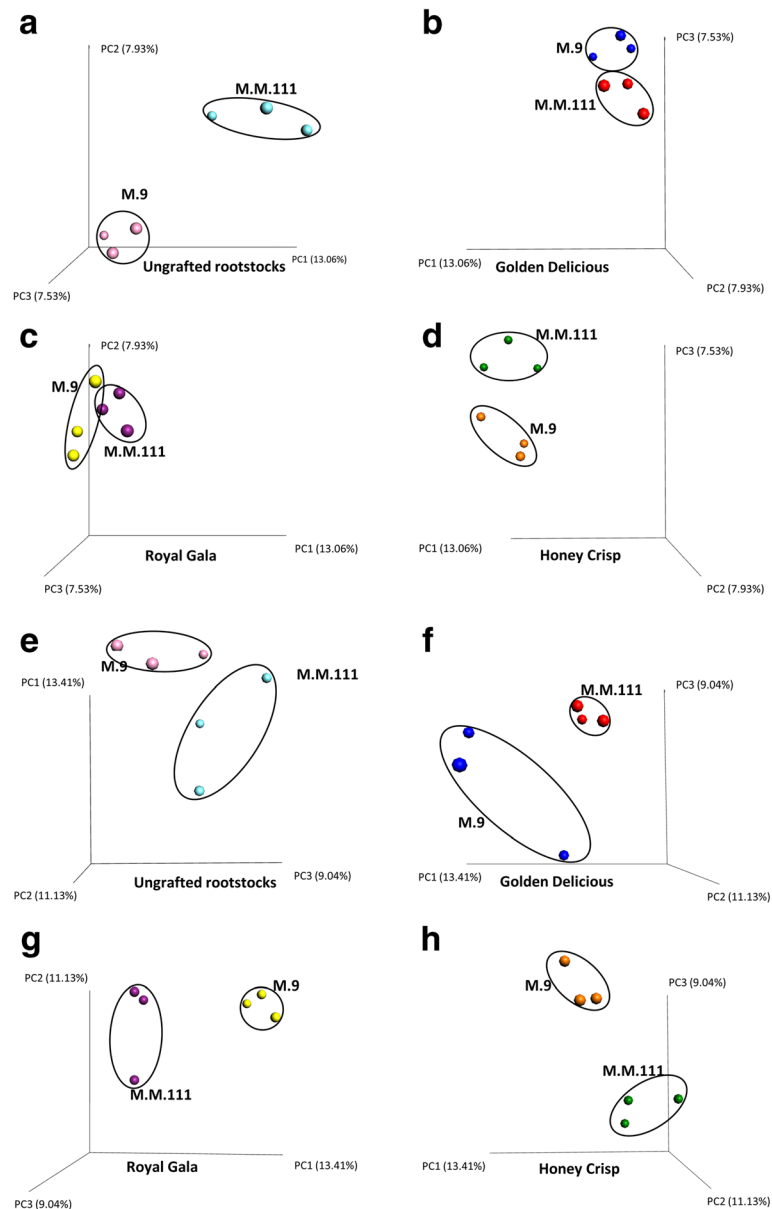 a
PC2 (7.93%)
M.M.111
M.9
Ungrafted rootstocks
PC1 (13.06%)
PC3 (7.53%)
b
PC3 (7.53%)
M.9
M.M.111
PC1 (13.06%)
Golden Delicious
PC2 (7.93%)
c
PC2 (7.93%)
M.9
M.M.111
Royal Gala
PC1 (13.06%)
PC3 (7.53%)
d
PC3 (7.53%)
M.M.111
M.9
PC1 (13.06%)
Honey Crisp
PC2 (7.93%)
e
M.9
M.M.111
PC1 (13.41%)
Ungrafted rootstocks
PC3 (9.04%)
PC2 (11.13%)
f
PC3 (9.04%)
M.M.111
M.9
PC1 (13.41%)
Golden Delicious
PC2 (11.13%)
g
PC2 (11.13%)
M.9
M.M.111
Royal Gala
PC1 (13.41%)
PC3 (9.04%)
h
M.9
PC3 (9.04%)
M.M.111
PC1 (13.41%)
Honey Crisp
PC2 (11.13%)